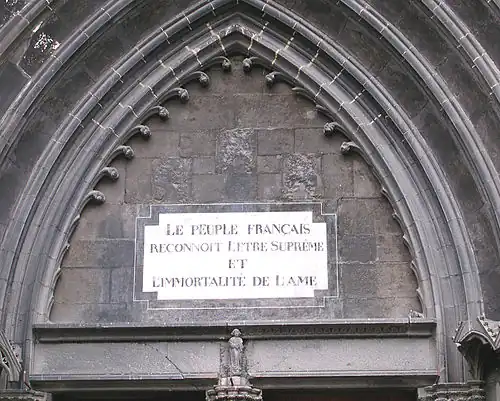 LE PEUPLE FRANÇAIS
RECONNOIT L'ETRE SUPRÊME
ET
L'IMMORTALITÉ DE L'AME